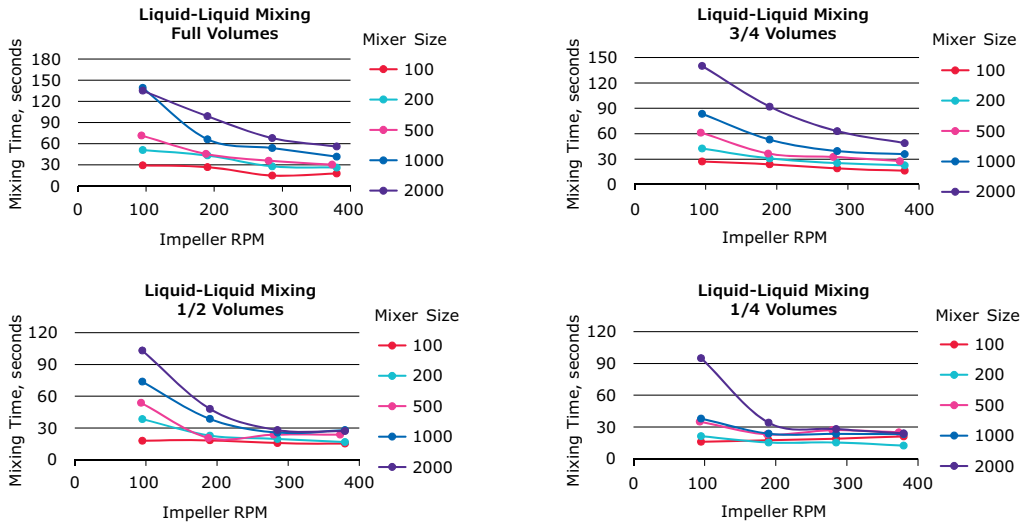 Liquid-Liquid Mixing
Full Volumes
Mixer Size
Mixing Time, seconds
180
150
120
90
60
30
0
0 100 200 300 400
Impeller RPM
100
200
500
1000
2000
Liquid-Liquid Mixing
3/4 Volumes
Mixer Size
Mixing Time, seconds
150
120
90
60
30
0
0 100 200 300 400
Impeller RPM
100
200
500
1000
2000
Liquid-Liquid Mixing
1/2 Volumes
Mixer Size
Mixing Time, seconds
120
90
60
30
0
0 100 200 300 400
Impeller RPM
100
200
500
1000
2000
Liquid-Liquid Mixing
1/4 Volumes
Mixer Size
Mixing Time, seconds
120
90
60
30
0
0 100 200 300 400
Impeller RPM
100
200
500
1000
2000